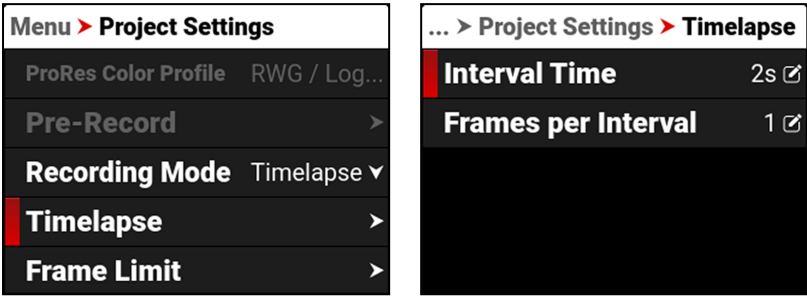 Menu ➤ Project Settings
ProRes Color Profile RWG / Log...
Pre-Record
Recording Mode Timelapse
Timelapse
Frame Limit
... ➤ Project Settings ➤ Timelapse
Interval Time 2s
Frames per Interval 1